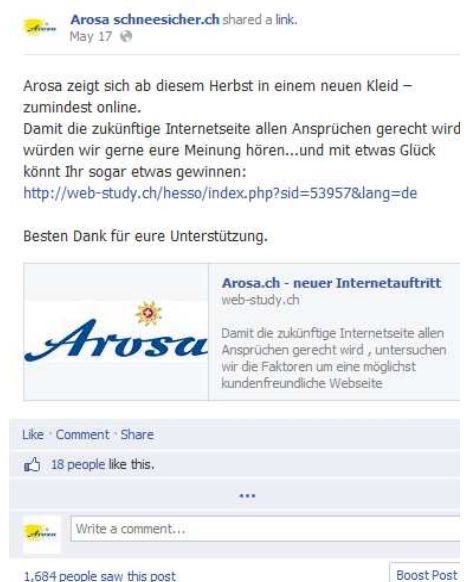 Arosa schneesicher.ch shared a link.
May 17
Arosa zeigt sich ab diesem Herbst in einem neuen Kleid –
zumindest online.
Damit die zukünftige Internetseite allen Ansprüchen gerecht wird
würden wir gerne eure Meinung hören...und mit etwas Glück
könnt Ihr sogar etwas gewinnen:
http://web-study.ch/hesso/index.php?sid=53957&lang=de
Besten Dank für eure Unterstützung.
Arosa
Arosa.ch - neuer Internetauftritt
web-study.ch
Damit die zukünftige Internetseite allen
Ansprüchen gerecht wird , untersuchen
wir die Faktoren um eine möglichst
kundenfreundliche Webseite
Like · Comment · Share
18 people like this.
Arosa
Write a comment...
1,684 people saw this post
Boost Post